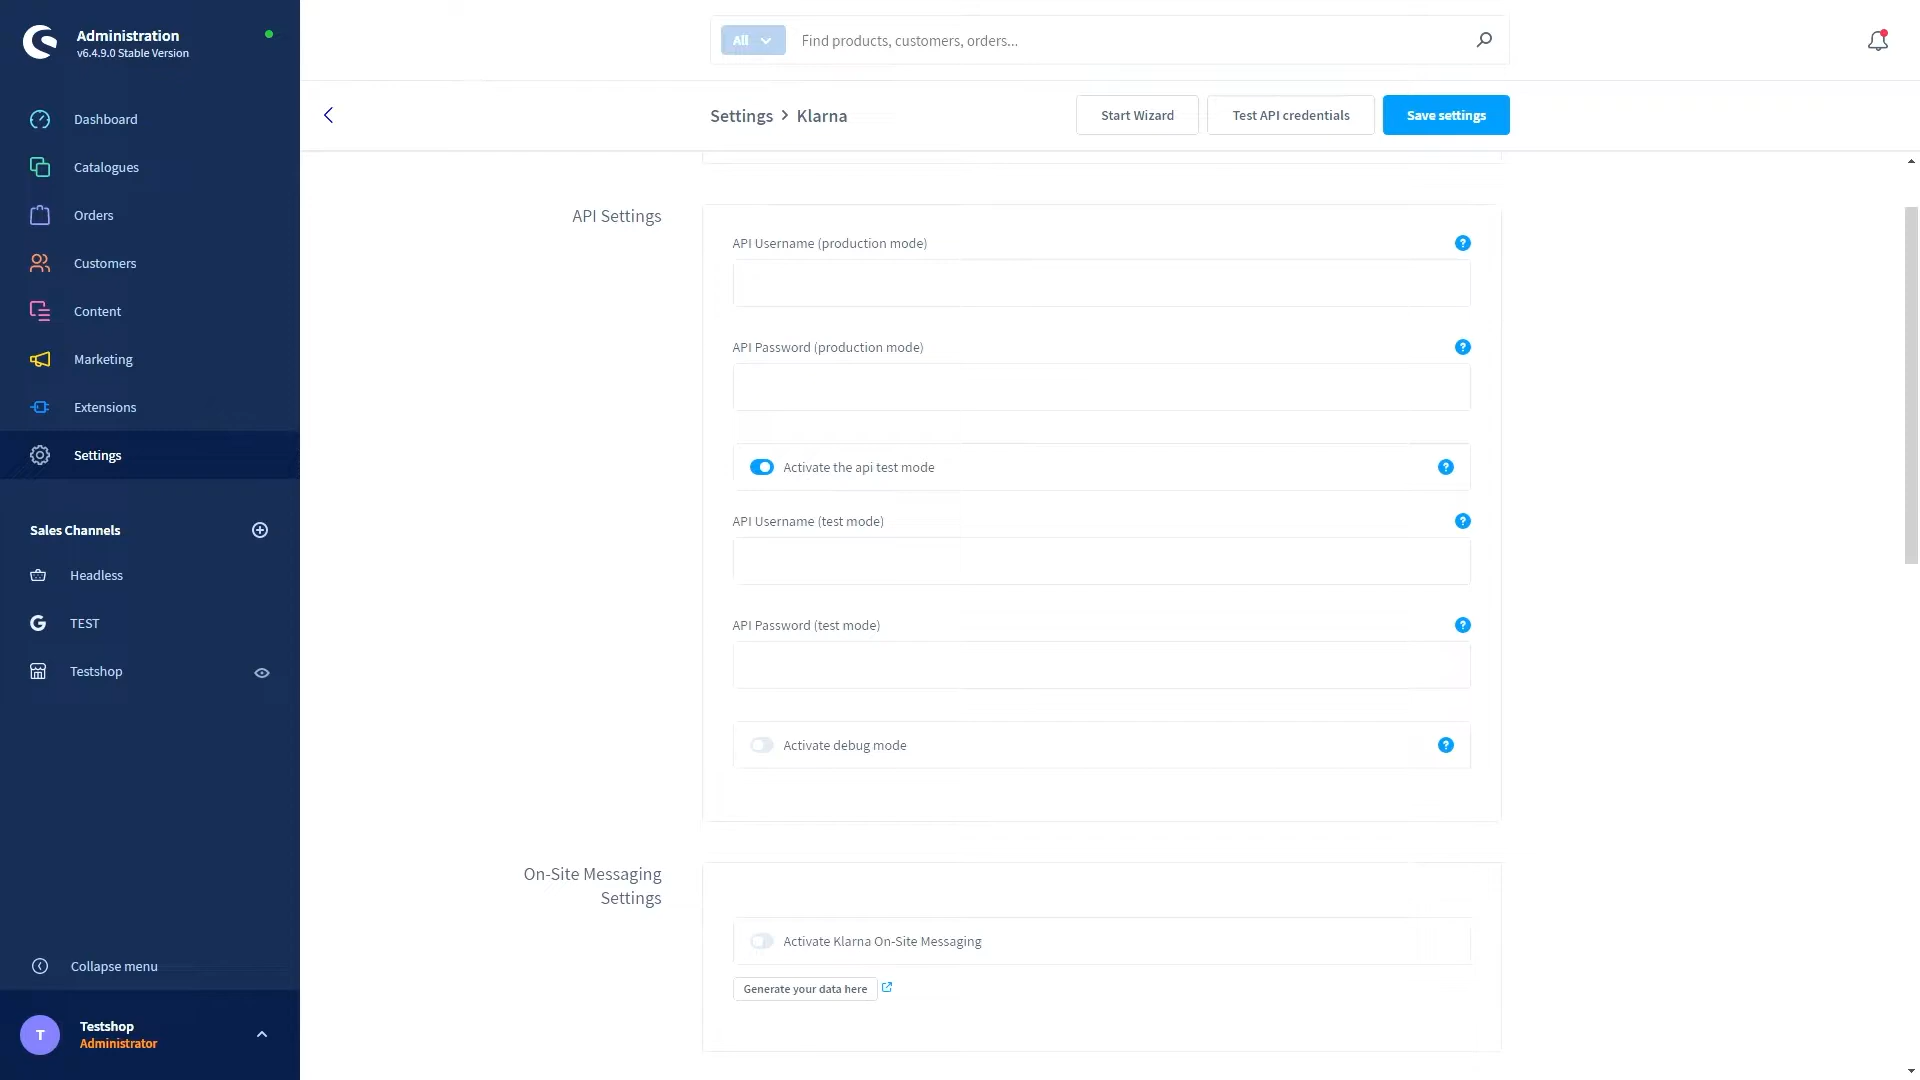 Administration
v6.4.9.0 Stable Version
All
Find products, customers, orders...
Dashboard
Catalogues
Orders
Customers
Content
Marketing
Extensions
Settings
Sales Channels
Headless
TEST
Testshop
Collapse menu
T
Testshop
Administrator
Settings > Klarna
Start Wizard
Test API credentials
Save settings
API Settings
API Username (production mode)
?
API Password (production mode)
?
Activate the api test mode
?
API Username (test mode)
?
API Password (test mode)
?
Activate debug mode
?
On-Site Messaging
Settings
Activate Klarna On-Site Messaging
Generate your data here